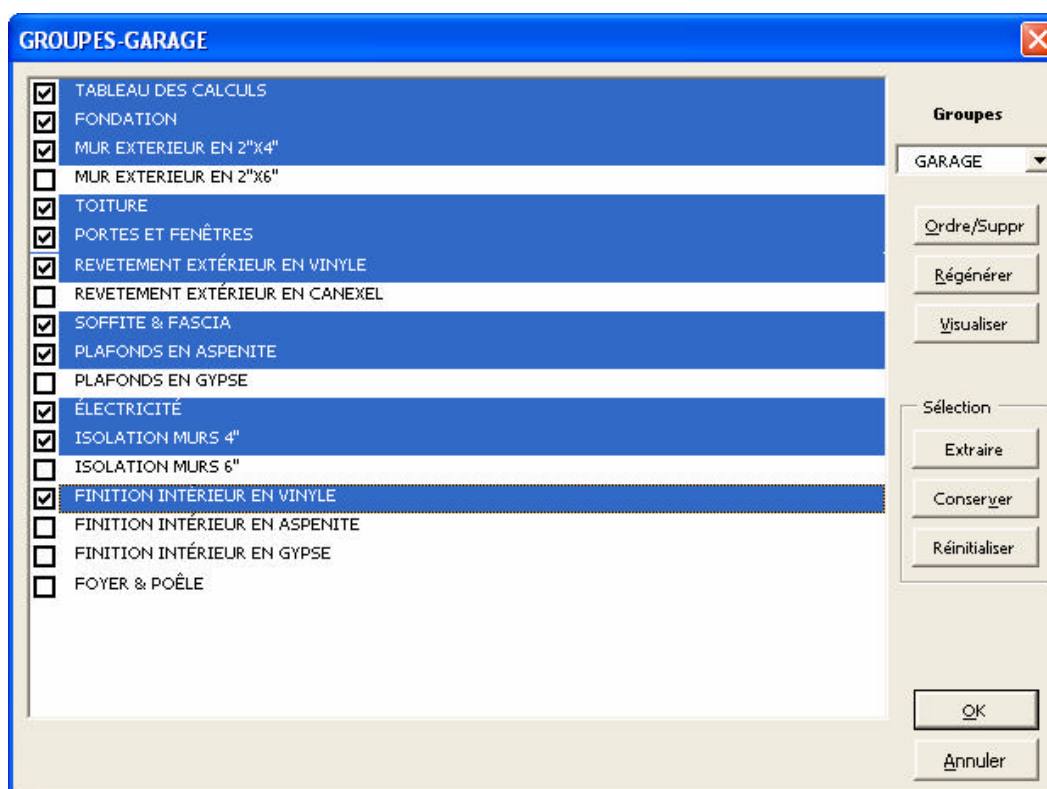 GROUPES-GARAGE
TABLEAU DES CALCULS
FONDATION
MUR EXTERIEUR EN 2"X4"
MUR EXTERIEUR EN 2"X6"
TOITURE
PORTES ET FENÊTRES
REVETEMENT EXTÉRIEUR EN VINYLE
REVETEMENT EXTÉRIEUR EN CANEXEL
SOFFITE & FASCIA
PLAFONDS EN ASPENITE
PLAFONDS EN GYPSE
ÉLECTRICITÉ
ISOLATION MURS 4"
ISOLATION MURS 6"
FINITION INTÈRIEUR EN VINYLE
FINITION INTÉRIEUR EN ASPENITE
FINITION INTÉRIEUR EN GYPSE
FOYER & POÊLE
Groupes
GARAGE
Ordre/Suppr
Régénérer
Visualiser
Sélection
Extraire
Conserver
Réinitialiser
OK
Annuler